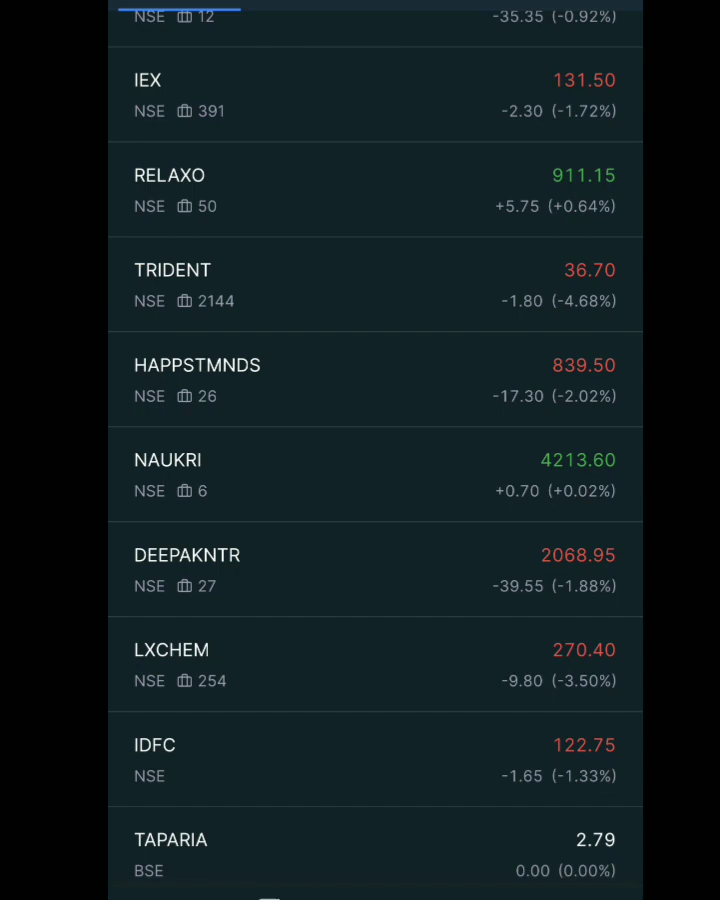 NSE 12 -35.35 (-0.92%)
IEX 131.50
NSE 391 -2.30 (-1.72%)
RELAXO 911.15
NSE 50 +5.75 (+0.64%)
TRIDENT 36.70
NSE 2144 -1.80 (-4.68%)
HAPPSTMNDS 839.50
NSE 26 -17.30 (-2.02%)
NAUKRI 4213.60
NSE 6 +0.70 (+0.02%)
DEEPAKNTR 2068.95
NSE 27 -39.55 (-1.88%)
LXCHEM 270.40
NSE 254 -9.80 (-3.50%)
IDFC 122.75
NSE -1.65 (-1.33%)
TAPARIA 2.79
BSE 0.00 (0.00%)